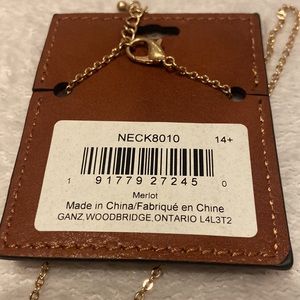 NECK8010 14+
1 91779 27245 0
Merlot
Made in China/Fabriqué en Chine
GANZ,WOODBRIDGE,ONTARIO L4L3T2